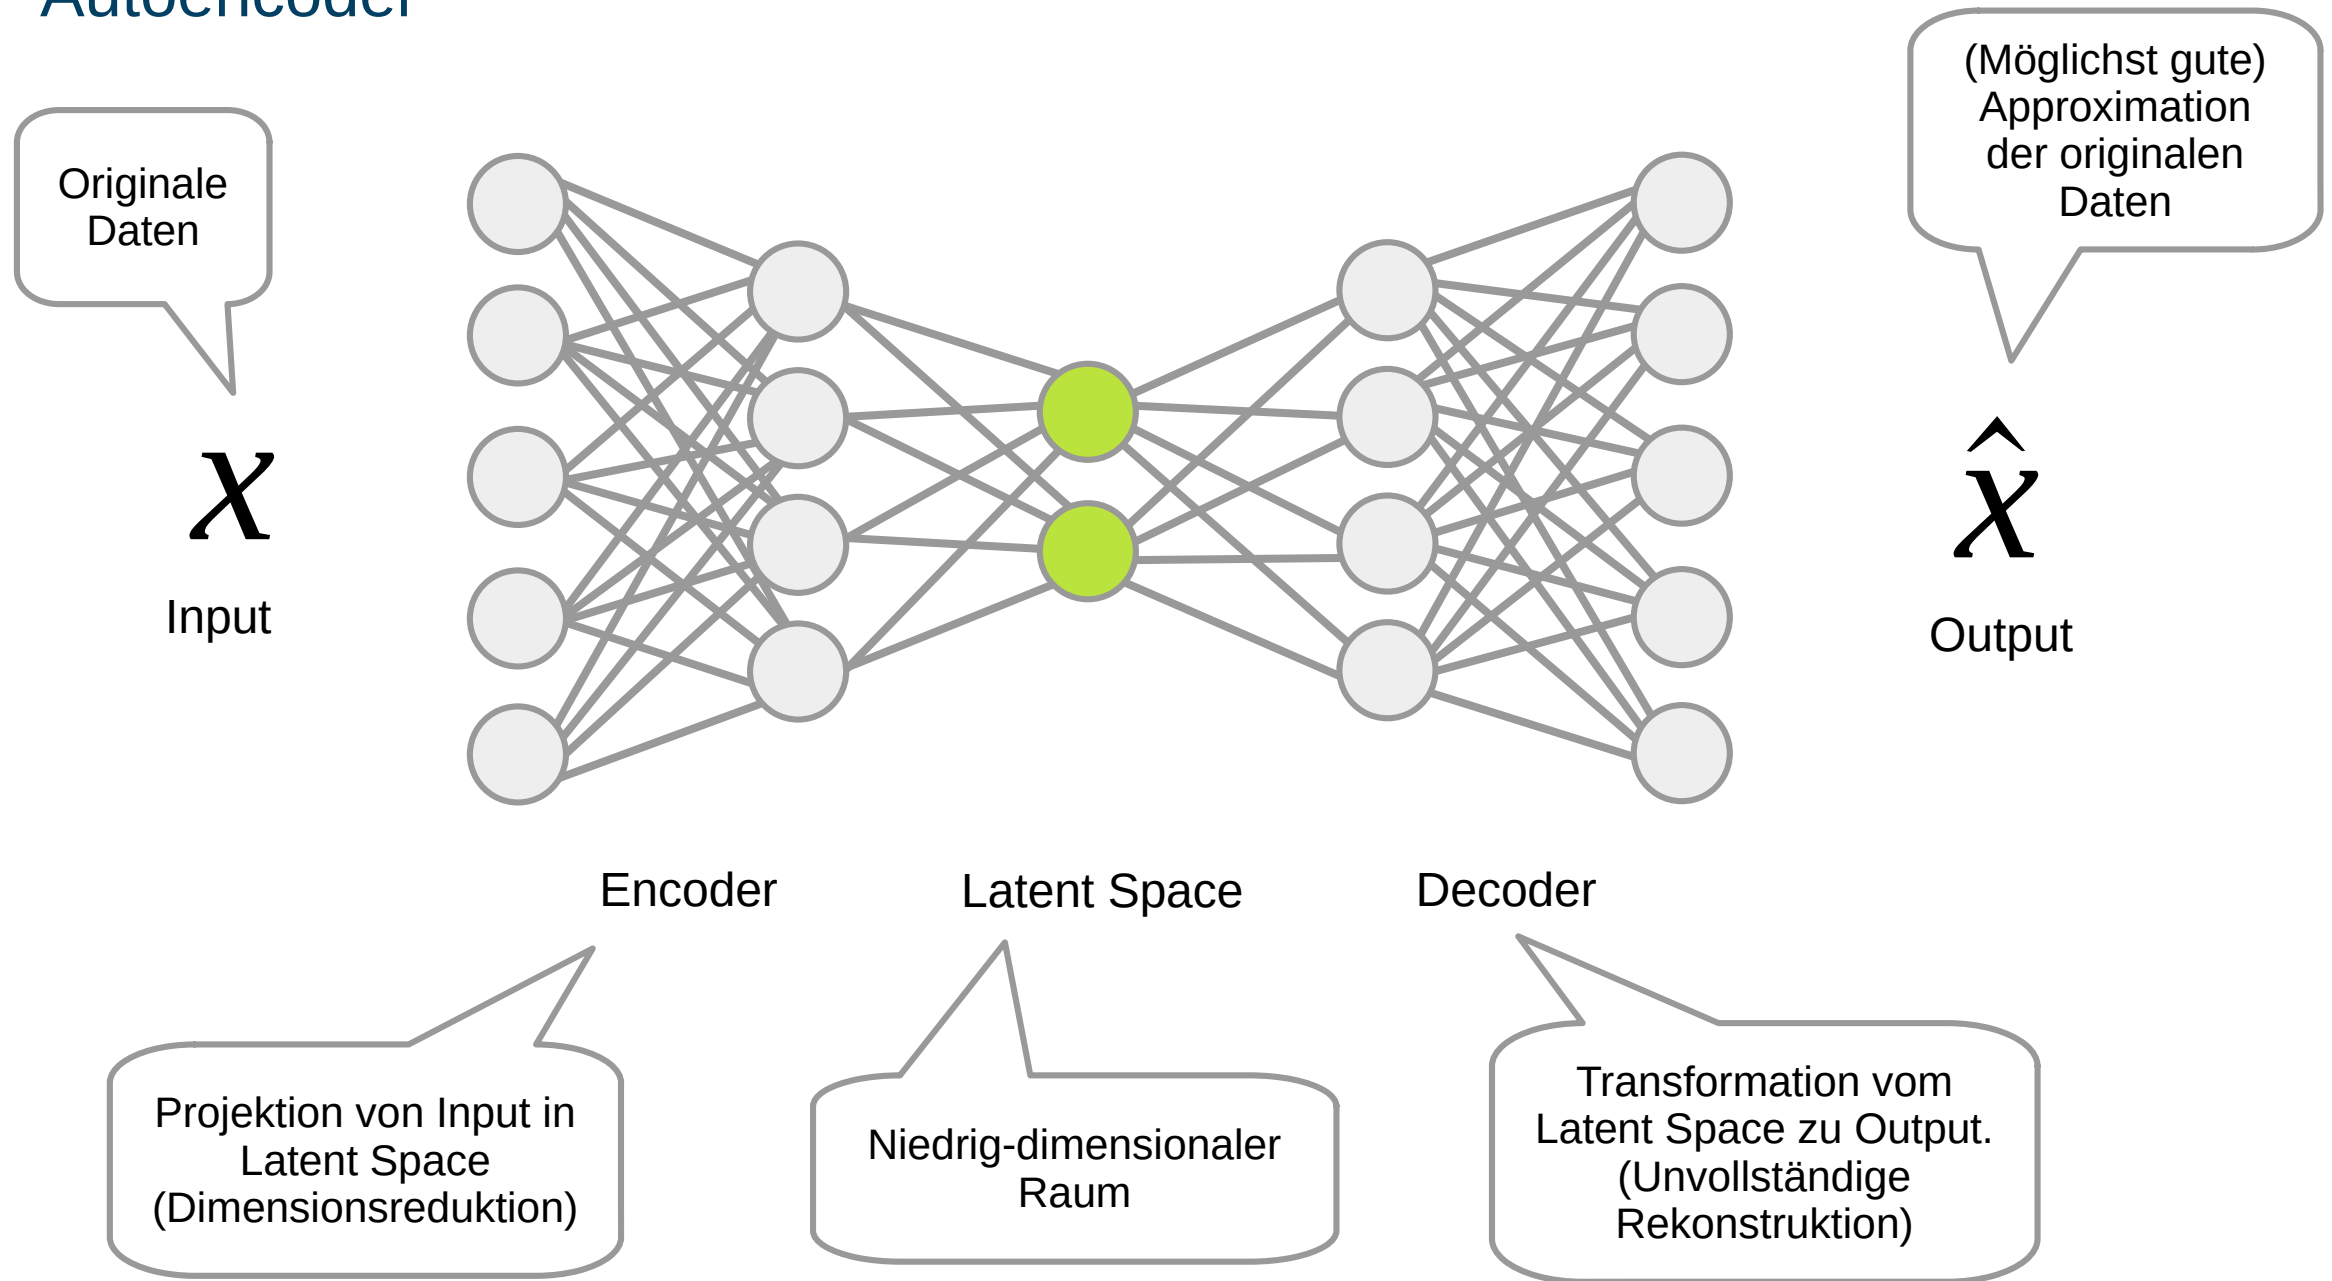 Autoencoder
(Möglichst gute)
Approximation
der originalen
Daten
Originale
Daten
x
Input
x̂
Output
Encoder
Latent Space
Decoder
Projektion von Input in
Latent Space
(Dimensionsreduktion)
Niedrig-dimensionaler
Raum
Transformation vom
Latent Space zu Output.
(Unvollständige
Rekonstruktion)